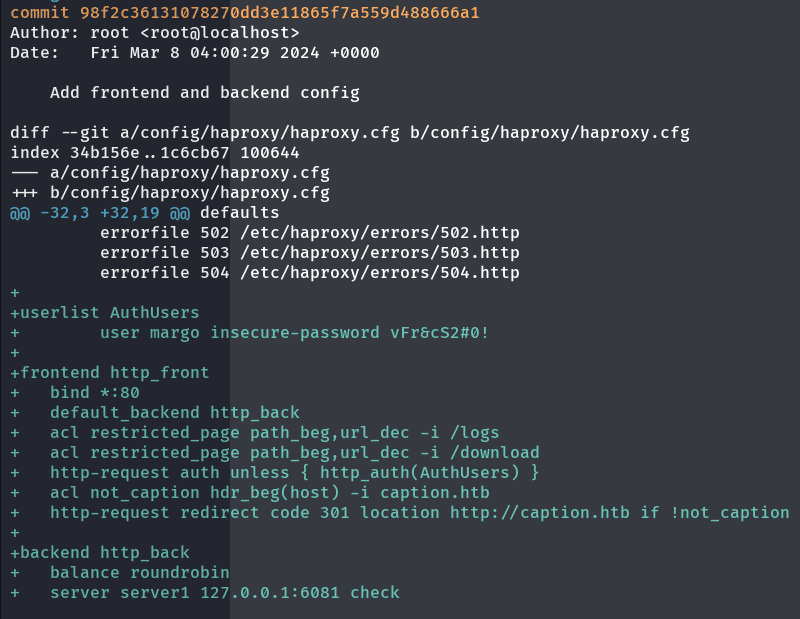 commit 98f2c36131078270dd3e11865f7a559d488666a1
Author: root <root@localhost>
Date:   Fri Mar 8 04:00:29 2024 +0000
    Add frontend and backend config
diff --git a/config/haproxy/haproxy.cfg b/config/haproxy/haproxy.cfg
index 34b156e..1c6cb67 100644
--- a/config/haproxy/haproxy.cfg
+++ b/config/haproxy/haproxy.cfg
@@ -32,3 +32,19 @@ defaults
         errorfile 502 /etc/haproxy/errors/502.http
         errorfile 503 /etc/haproxy/errors/503.http
         errorfile 504 /etc/haproxy/errors/504.http
+
+userlist AuthUsers
+        user margo insecure-password vFr&cS2#0!
+
+frontend http_front
+   bind *:80
+   default_backend http_back
+   acl restricted_page path_beg,url_dec -i /logs
+   acl restricted_page path_beg,url_dec -i /download
+   http-request auth unless { http_auth(AuthUsers) }
+   acl not_caption hdr_beg(host) -i caption.htb
+   http-request redirect code 301 location http://caption.htb if !not_caption
+
+backend http_back
+   balance roundrobin
+   server server1 127.0.0.1:6081 check